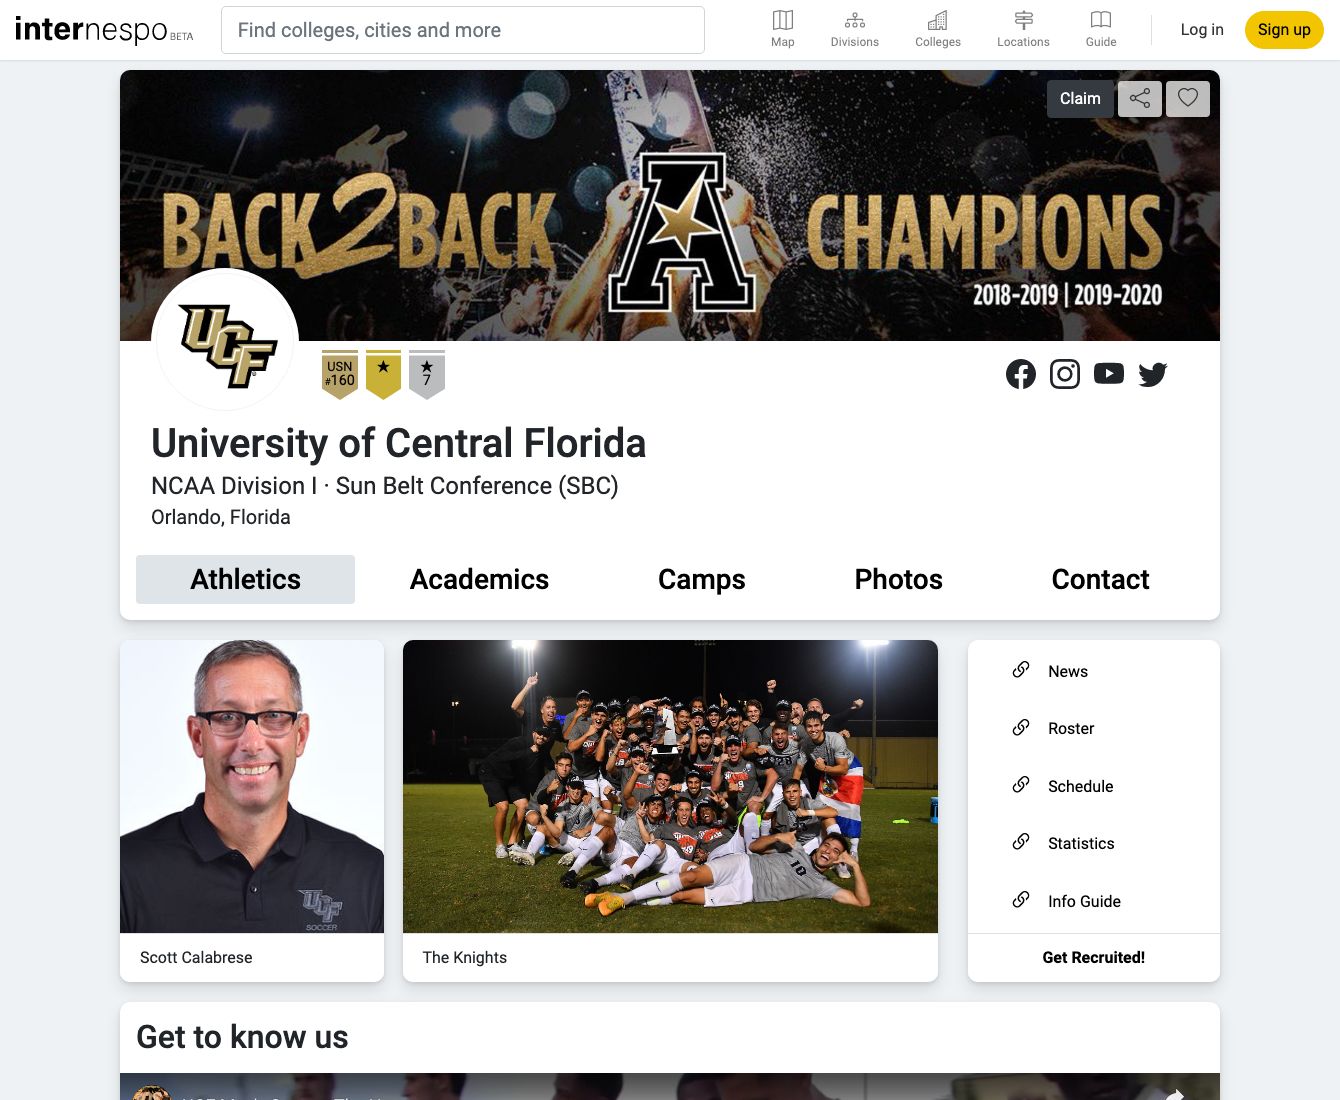 internespo BETA
Find colleges, cities and more
Map
Divisions
Colleges
Locations
Guide
Log in
Sign up
Claim
BACK2BACK
A
CHAMPIONS
2018-2019 | 2019-2020
UCF
USN
#160
7
University of Central Florida
NCAA Division I · Sun Belt Conference (SBC)
Orlando, Florida
Athletics
Academics
Camps
Photos
Contact
UCF
SOCCER
10
Scott Calabrese
The Knights
News
Roster
Schedule
Statistics
Info Guide
Get Recruited!
Get to know us